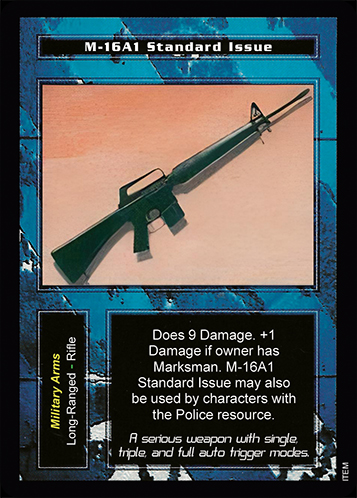 M-16A1 Standard Issue
Military Arms
Long-Ranged - Rifle
Does 9 Damage. +1
Damage if owner has
Marksman. M-16A1
Standard Issue may also
be used by characters with
the Police resource.
A serious weapon with single,
triple, and full auto trigger modes.
ITEM